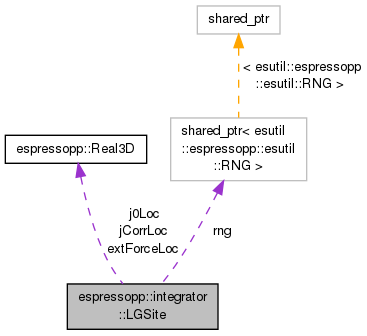 shared_ptr
< esutil::espressopp
::esutil::RNG >
shared_ptr< esutil
::espressopp::esutil
::RNG >
espressopp::Real3D
j0Loc
jCorrLoc
extForceLoc
rng
espressopp::integrator
::LGSite